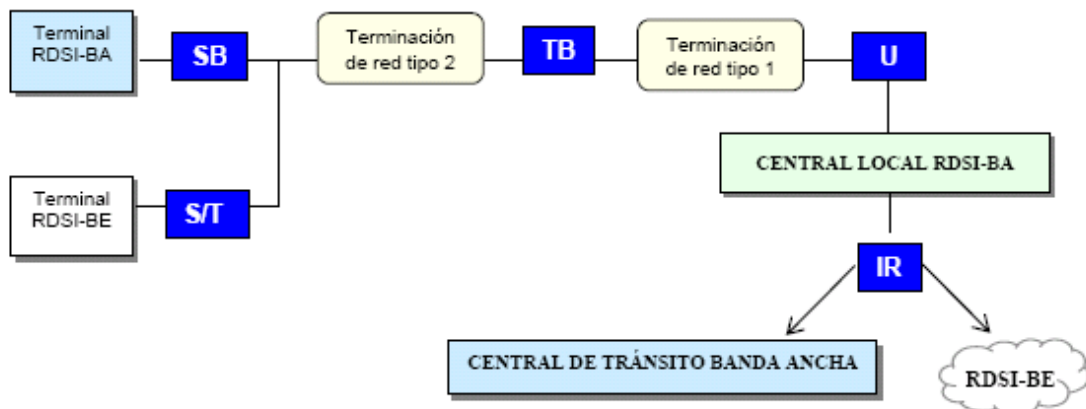 Terminal
RDSI-BA
SB
Terminación
de red tipo 2
TB
Terminación
de red tipo 1
U
CENTRAL LOCAL RDSI-BA
Terminal
RDSI-BE
S/T
IR
CENTRAL DE TRÁNSITO BANDA ANCHA
RDSI-BE